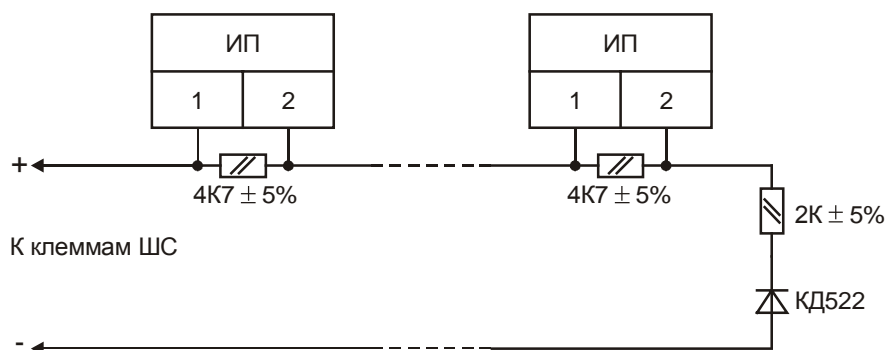 ИП
ИП
1
2
1
2
+
4К7 ± 5%
4К7 ± 5%
2К ± 5%
К клеммам ШС
КД522
-